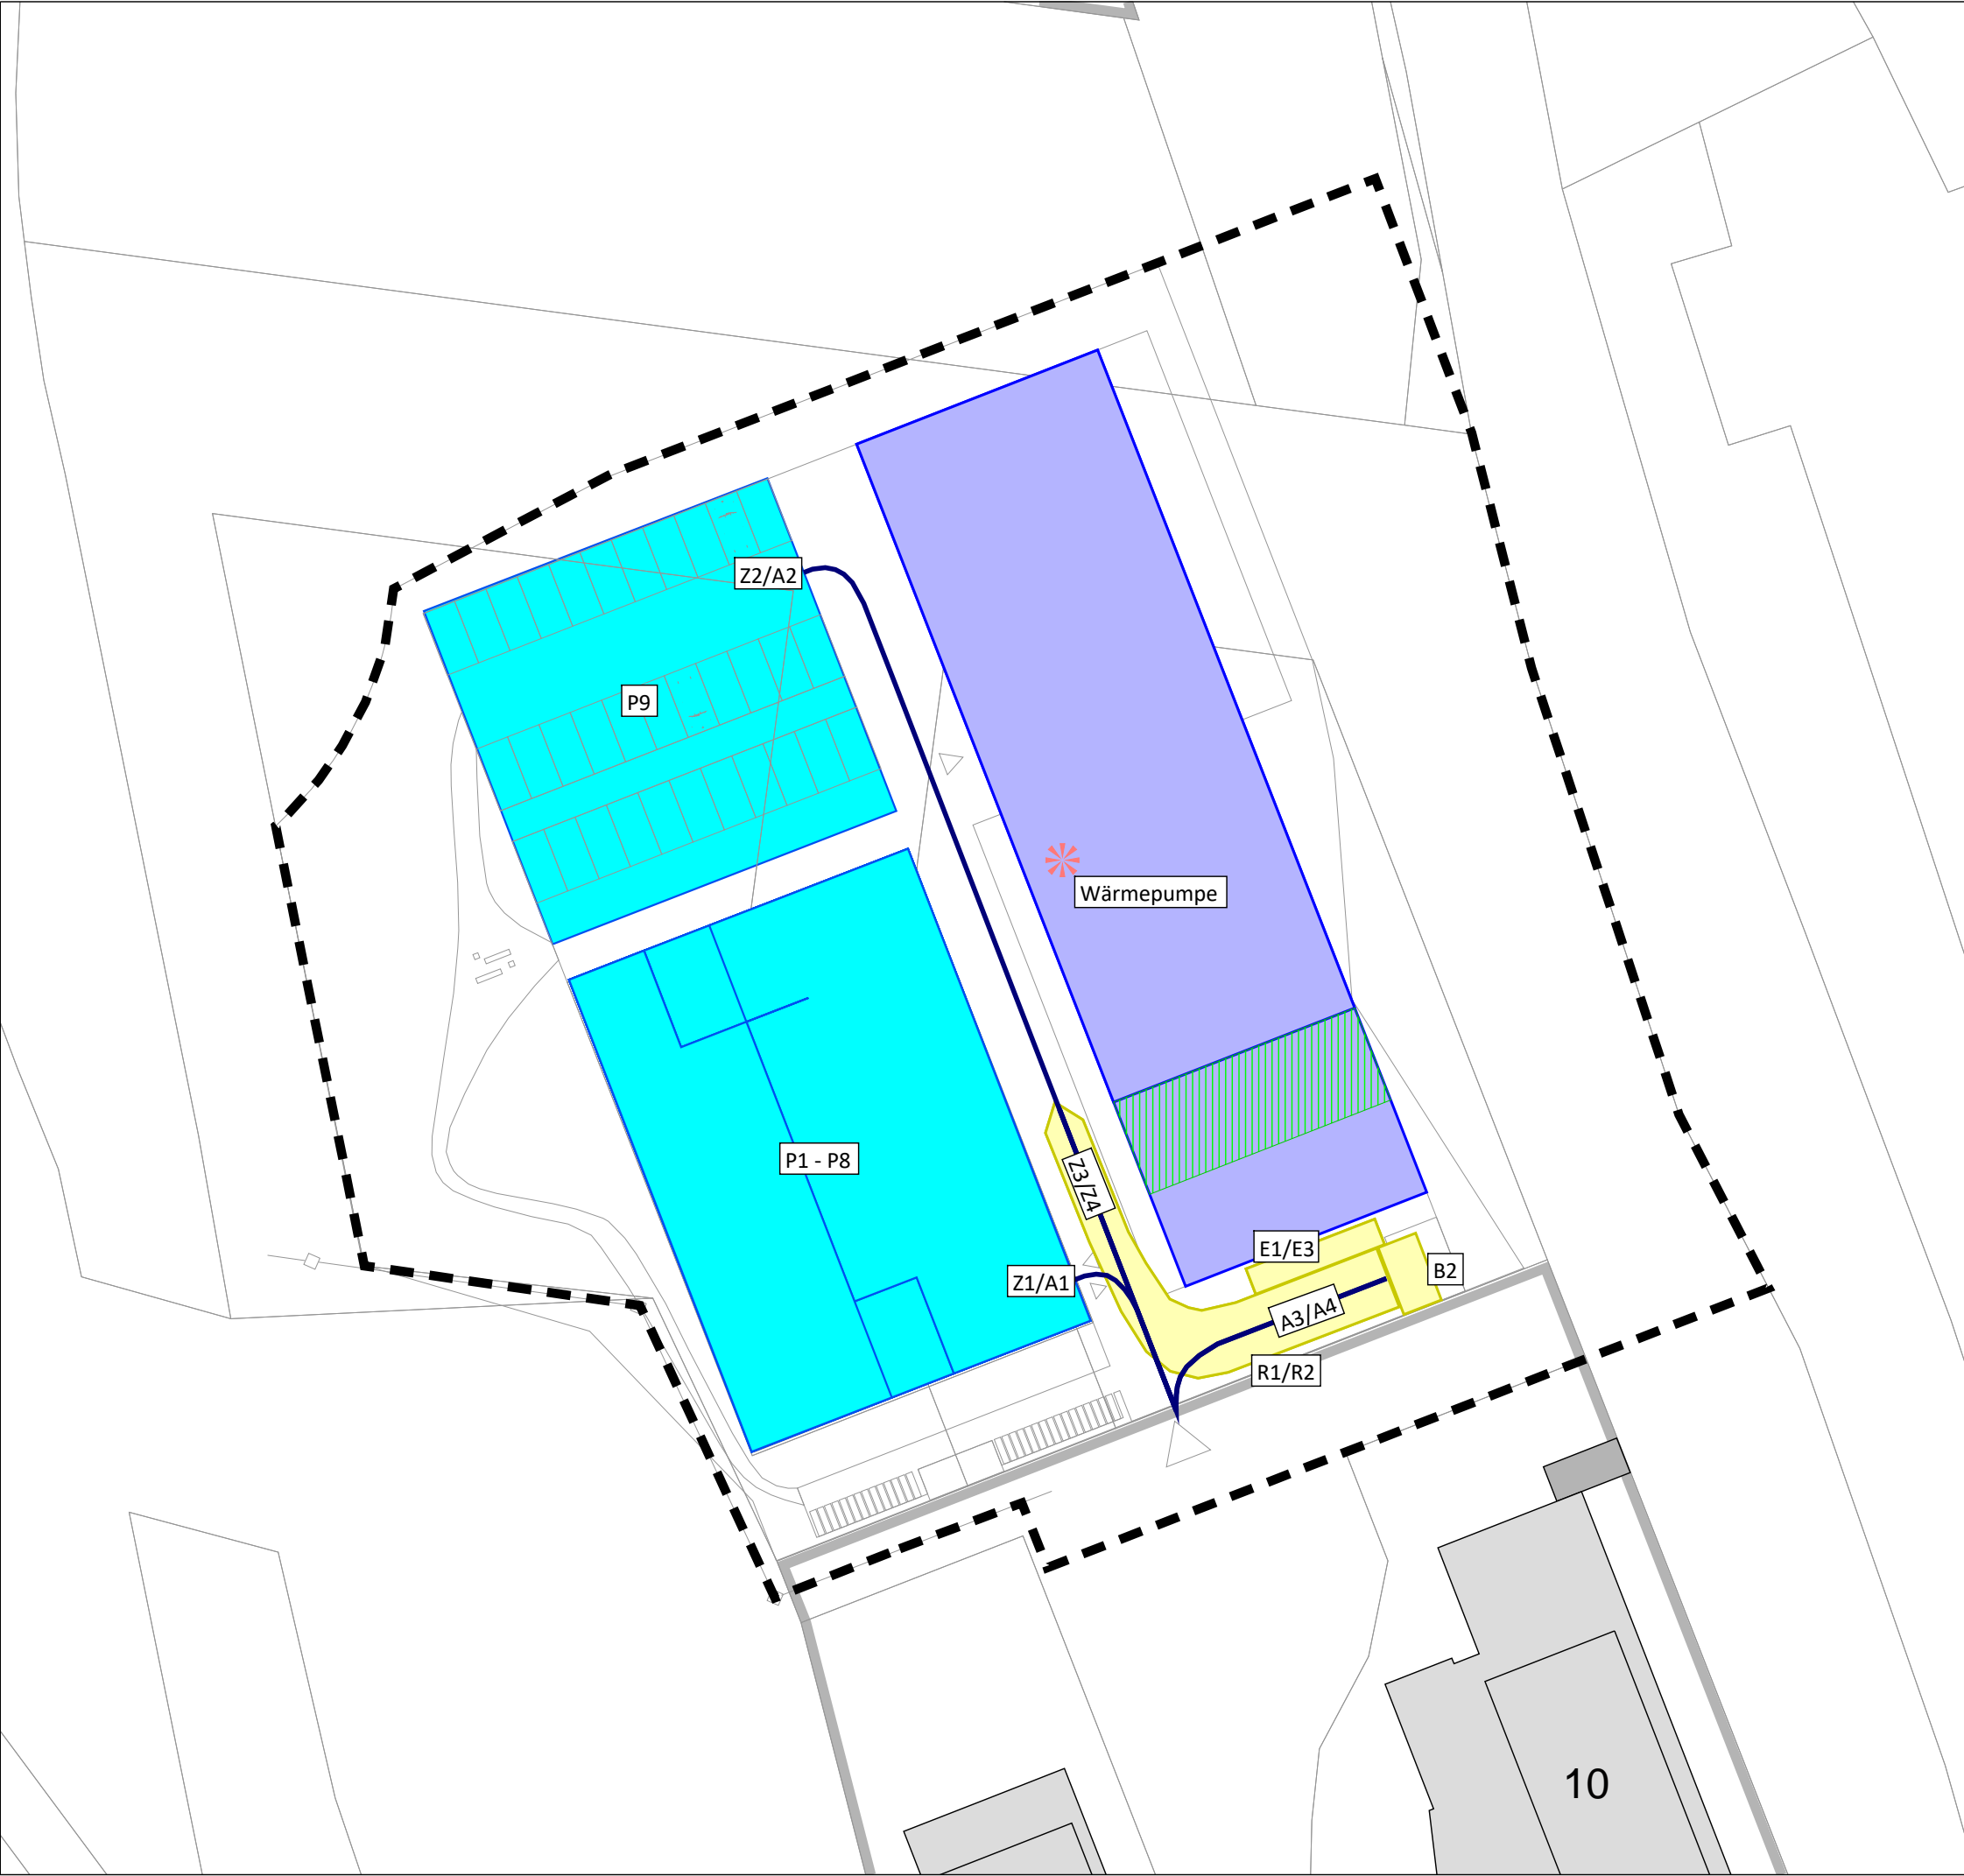 Z2/A2
P9
Wärmepumpe
P1 - P8
Z3/Z4
E1/E3
B2
Z1/A1
A3/A4
R1/R2
10